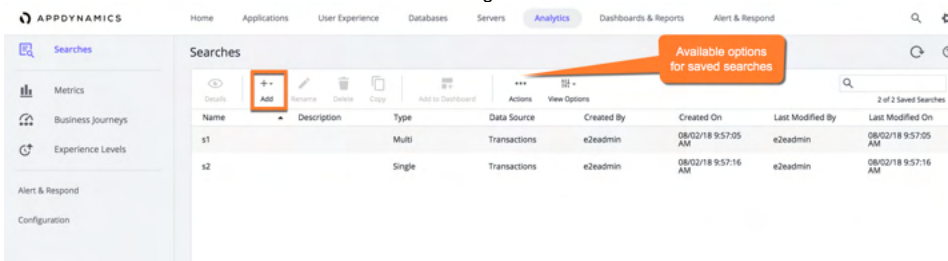 APPDYNAMICS Home Applications User Experience Databases Servers Analytics Dashboards & Reports Alert & Respond
Searches
Metrics
Business Journeys
Experience Levels
Alert & Respond
Configuration
Searches
Available options
for saved searches
Details Add Rename Delete Copy Add to Dashboard Actions View Options
2 of 2 Saved Searches
Name Description Type Data Source Created By Created On Last Modified By Last Modified On
s1 Multi Transactions e2eadmin 08/02/18 9:57:05 AM e2eadmin 08/02/18 9:57:05 AM
s2 Single Transactions e2eadmin 08/02/18 9:57:16 AM e2eadmin 08/02/18 9:57:16 AM